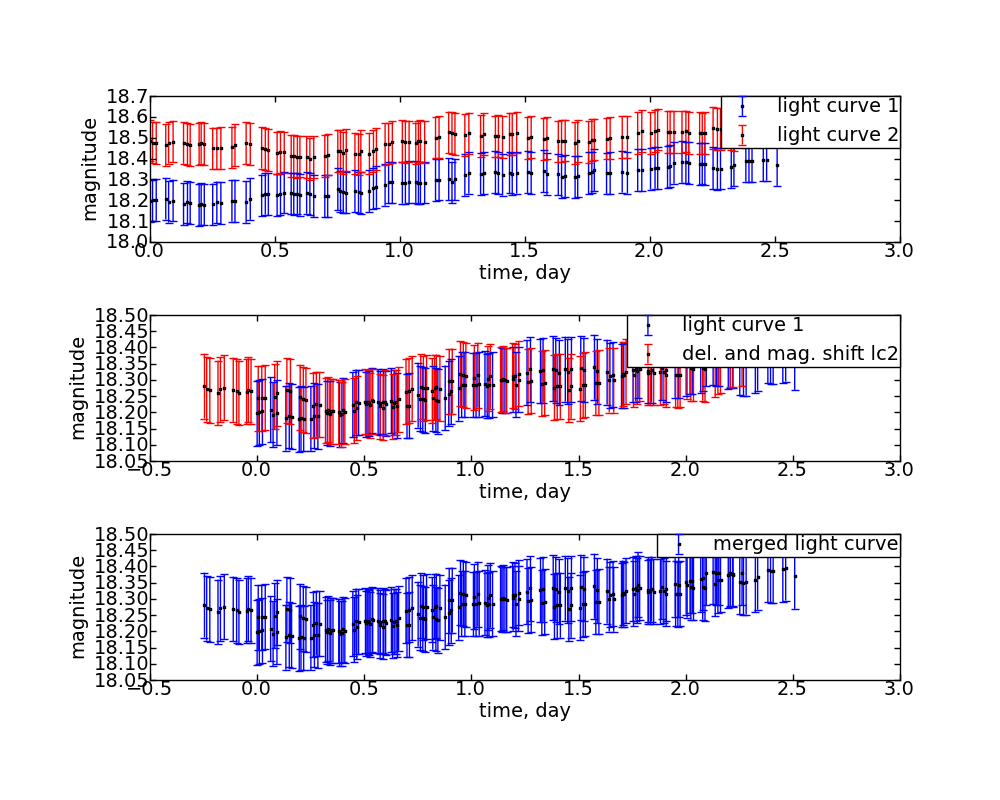 18.7
18.6
18.5
18.4
18.3
18.2
18.1
18.0
magnitude
light curve 1
light curve 2
0.0 0.5 1.0 1.5 2.0 2.5 3.0
time, day
18.50
18.45
18.40
18.35
18.30
18.25
18.20
18.15
18.10
18.05
magnitude
light curve 1
del. and mag. shift lc2
−0.5 0.0 0.5 1.0 1.5 2.0 2.5 3.0
time, day
18.50
18.45
18.40
18.35
18.30
18.25
18.20
18.15
18.10
18.05
magnitude
merged light curve
−0.5 0.0 0.5 1.0 1.5 2.0 2.5 3.0
time, day